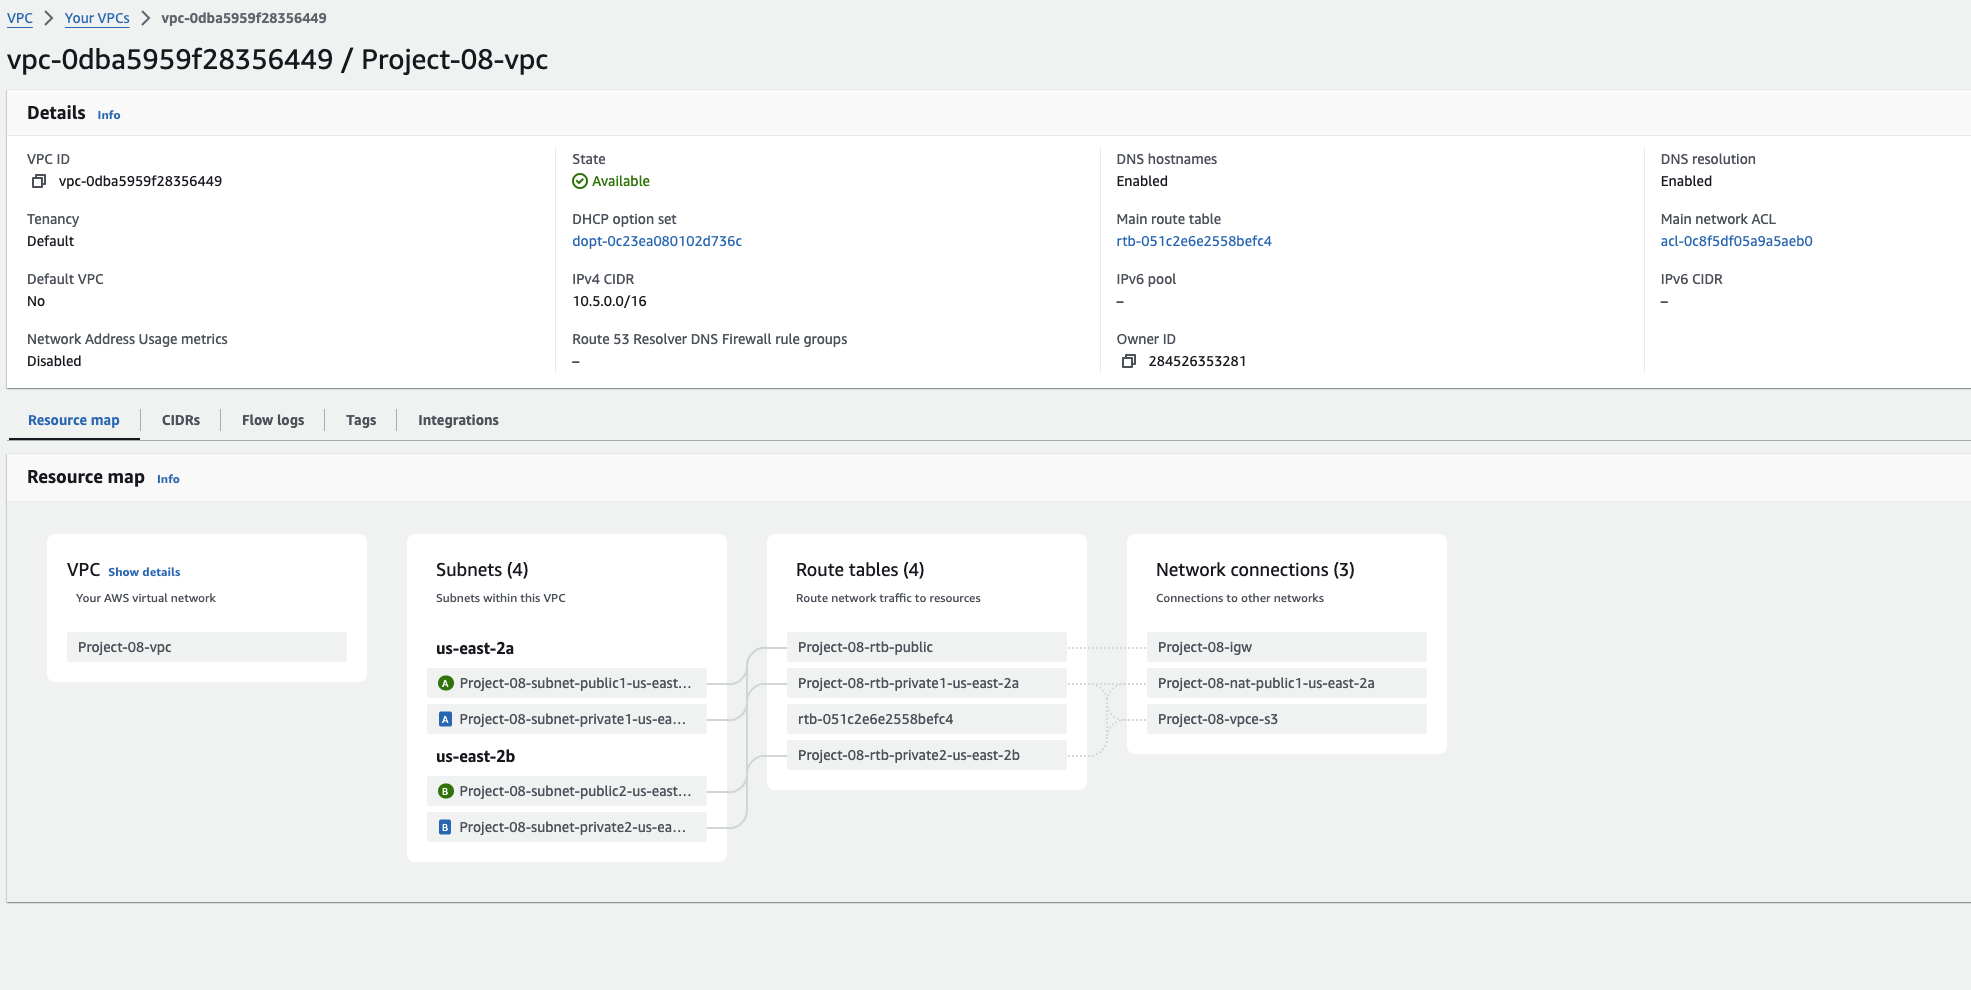 VPC > Your VPCs > vpc-0dba5959f28356449
vpc-0dba5959f28356449 / Project-08-vpc
Details Info
VPC ID
vpc-0dba5959f28356449
State
Available
DNS hostnames
Enabled
DNS resolution
Enabled
Tenancy
Default
DHCP option set
dopt-0c23ea080102d736c
Main route table
rtb-051c2e6e2558befc4
Main network ACL
acl-0c8f5df05a9a5aeb0
Default VPC
No
IPv4 CIDR
10.5.0.0/16
IPv6 pool
–
IPv6 CIDR
–
Network Address Usage metrics
Disabled
Route 53 Resolver DNS Firewall rule groups
–
Owner ID
284526353281
Resource map
CIDRs
Flow logs
Tags
Integrations
Resource map Info
VPC Show details
Your AWS virtual network
Project-08-vpc
Subnets (4)
Subnets within this VPC
us-east-2a
A Project-08-subnet-public1-us-east...
A Project-08-subnet-private1-us-ea...
us-east-2b
B Project-08-subnet-public2-us-east...
B Project-08-subnet-private2-us-ea...
Route tables (4)
Route network traffic to resources
Project-08-rtb-public
Project-08-rtb-private1-us-east-2a
rtb-051c2e6e2558befc4
Project-08-rtb-private2-us-east-2b
Network connections (3)
Connections to other networks
Project-08-igw
Project-08-nat-public1-us-east-2a
Project-08-vpce-s3